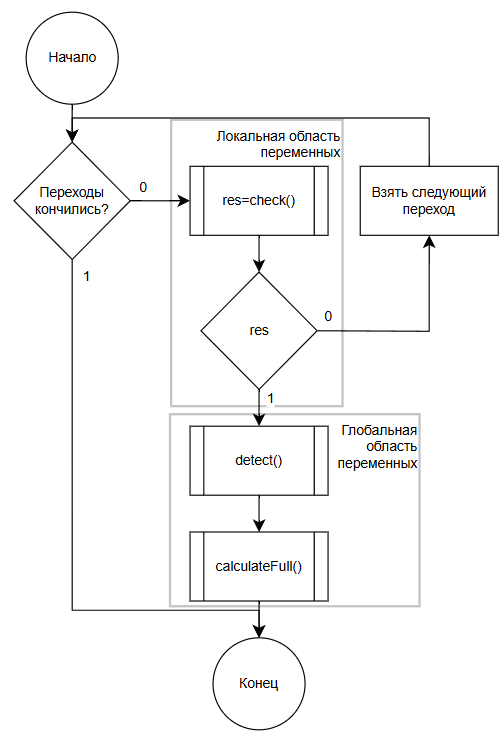 Начало
Локальная область
переменных
Переходы
кончились?
0
res=check()
Взять следующий
переход
1
res
0
1
Глобальная
область
переменных
detect()
calculateFull()
Конец